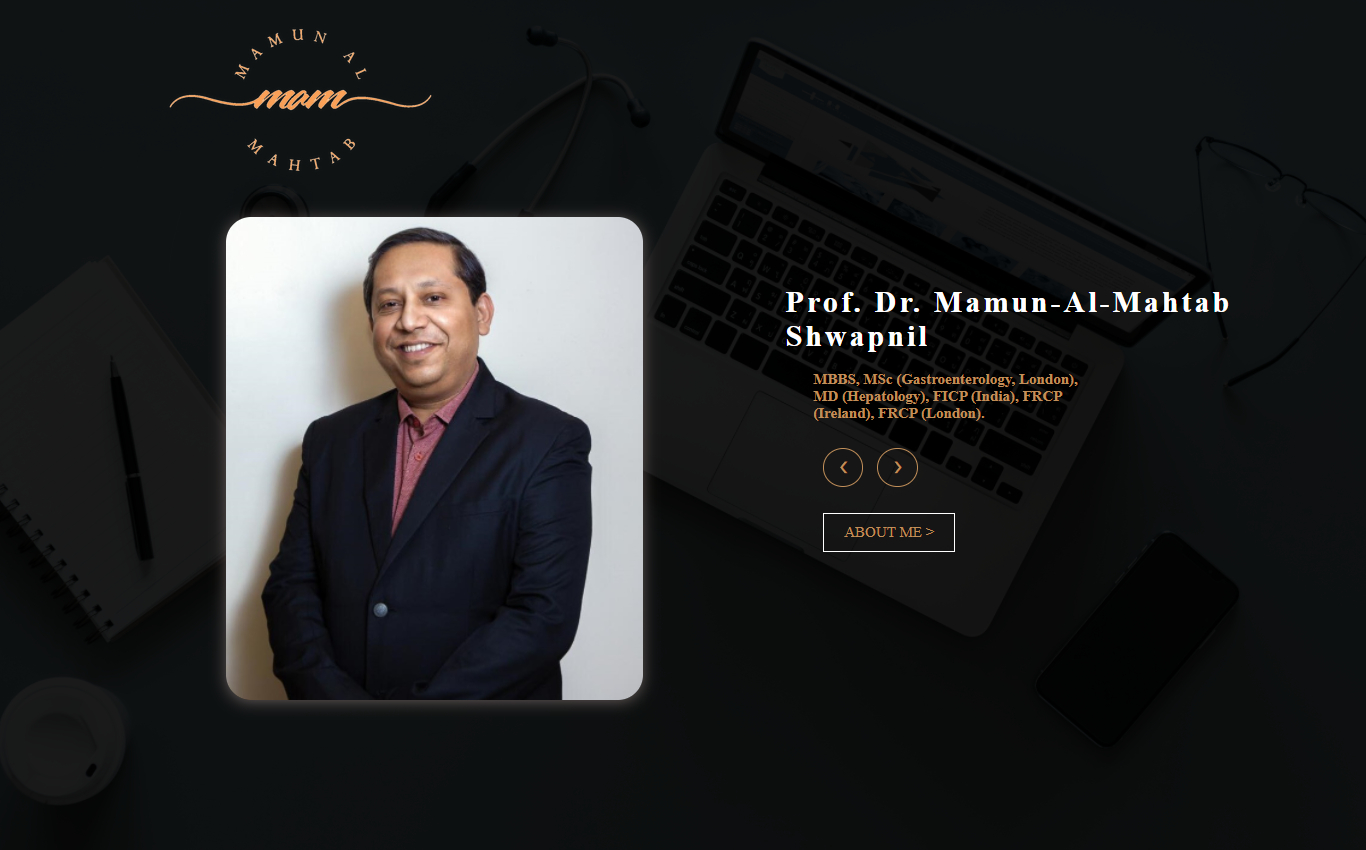 MAMUN AL
mam
MAHTAB
Prof. Dr. Mamun-Al-Mahtab
Shwapnil
MBBS, MSc (Gastroenterology, London),
MD (Hepatology), FICP (India), FRCP
(Ireland), FRCP (London).
‹ ›
ABOUT ME >